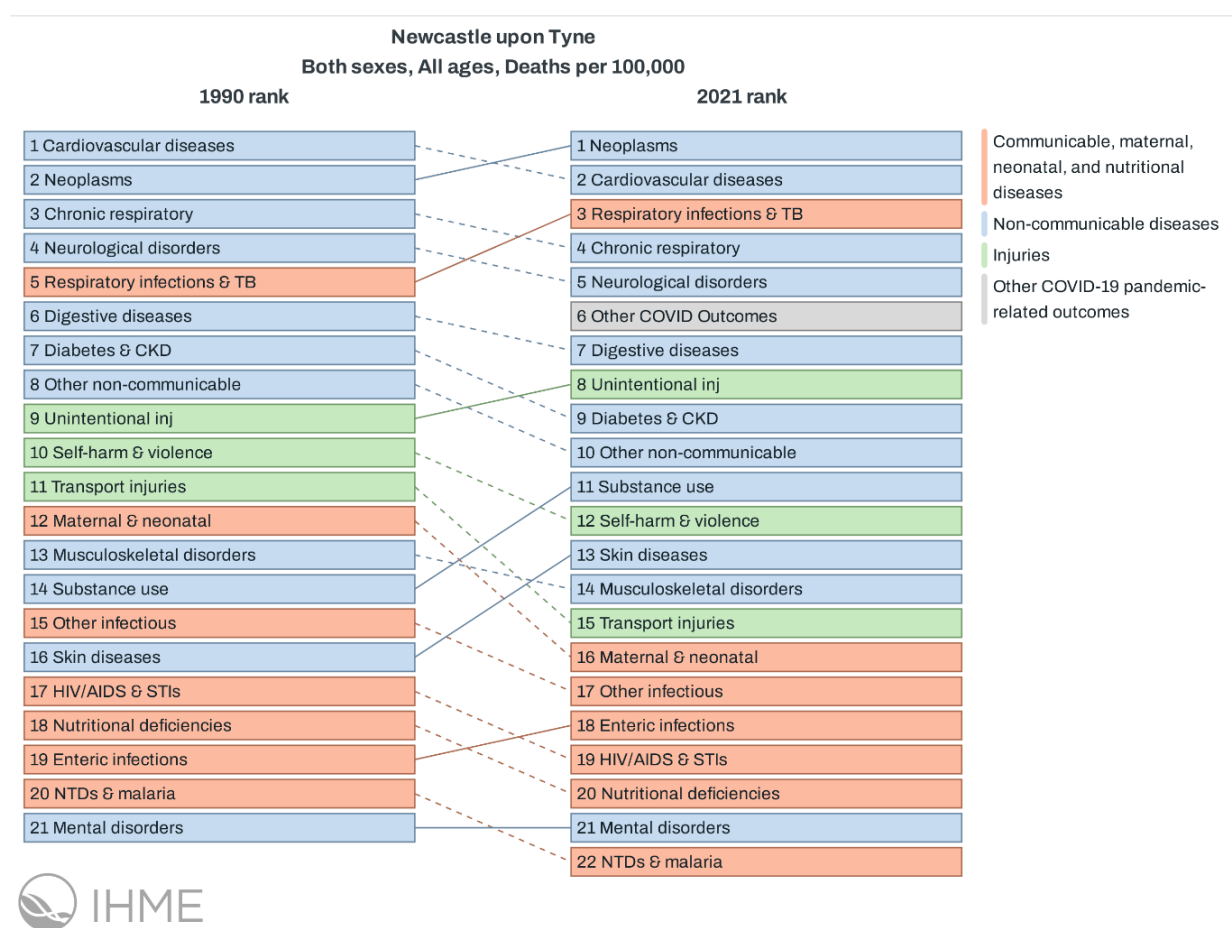 Newcastle upon Tyne
Both sexes, All ages, Deaths per 100,000
1990 rank
2021 rank
1 Cardiovascular diseases
2 Neoplasms
3 Chronic respiratory
4 Neurological disorders
5 Respiratory infections & TB
6 Digestive diseases
7 Diabetes & CKD
8 Other non-communicable
9 Unintentional inj
10 Self-harm & violence
11 Transport injuries
12 Maternal & neonatal
13 Musculoskeletal disorders
14 Substance use
15 Other infectious
16 Skin diseases
17 HIV/AIDS & STIs
18 Nutritional deficiencies
19 Enteric infections
20 NTDs & malaria
21 Mental disorders
1 Neoplasms
2 Cardiovascular diseases
3 Respiratory infections & TB
4 Chronic respiratory
5 Neurological disorders
6 Other COVID Outcomes
7 Digestive diseases
8 Unintentional inj
9 Diabetes & CKD
10 Other non-communicable
11 Substance use
12 Self-harm & violence
13 Skin diseases
14 Musculoskeletal disorders
15 Transport injuries
16 Maternal & neonatal
17 Other infectious
18 Enteric infections
19 HIV/AIDS & STIs
20 Nutritional deficiencies
21 Mental disorders
22 NTDs & malaria
Communicable, maternal,
neonatal, and nutritional
diseases
Non-communicable diseases
Injuries
Other COVID-19 pandemic-
related outcomes
IHME